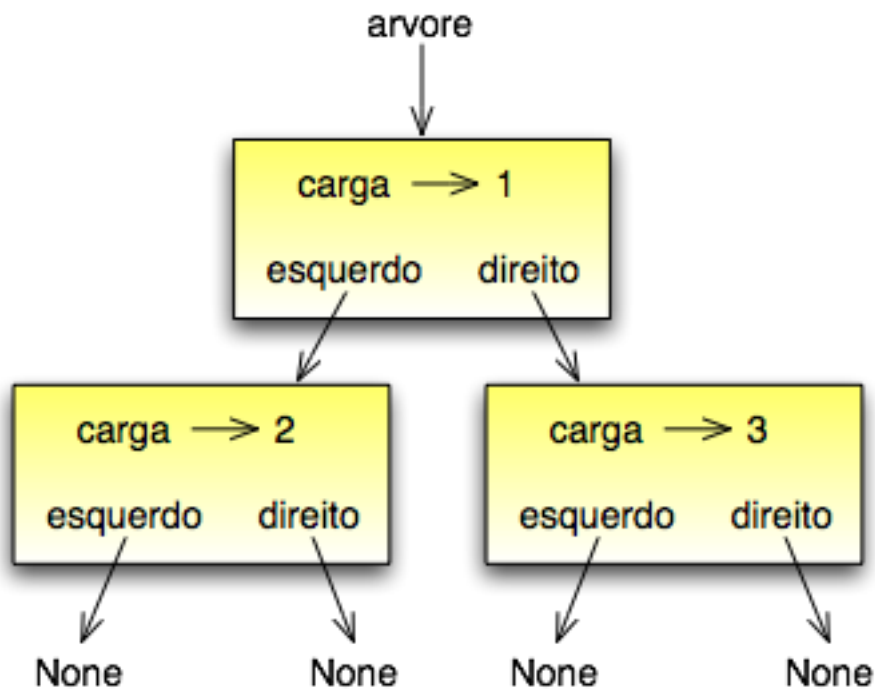 arvore
carga → 1
esquerdo direito
carga → 2 carga → 3
esquerdo direito esquerdo direito
None None None None